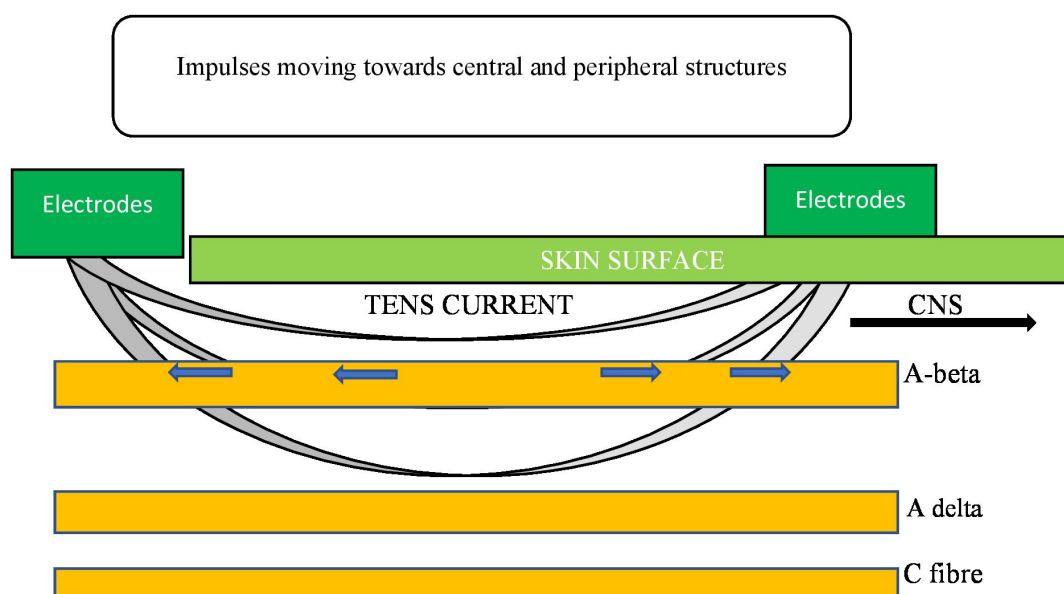 Impulses moving towards central and peripheral structures
Electrodes
Electrodes
SKIN SURFACE
TENS CURRENT
CNS
A-beta
A delta
C fibre